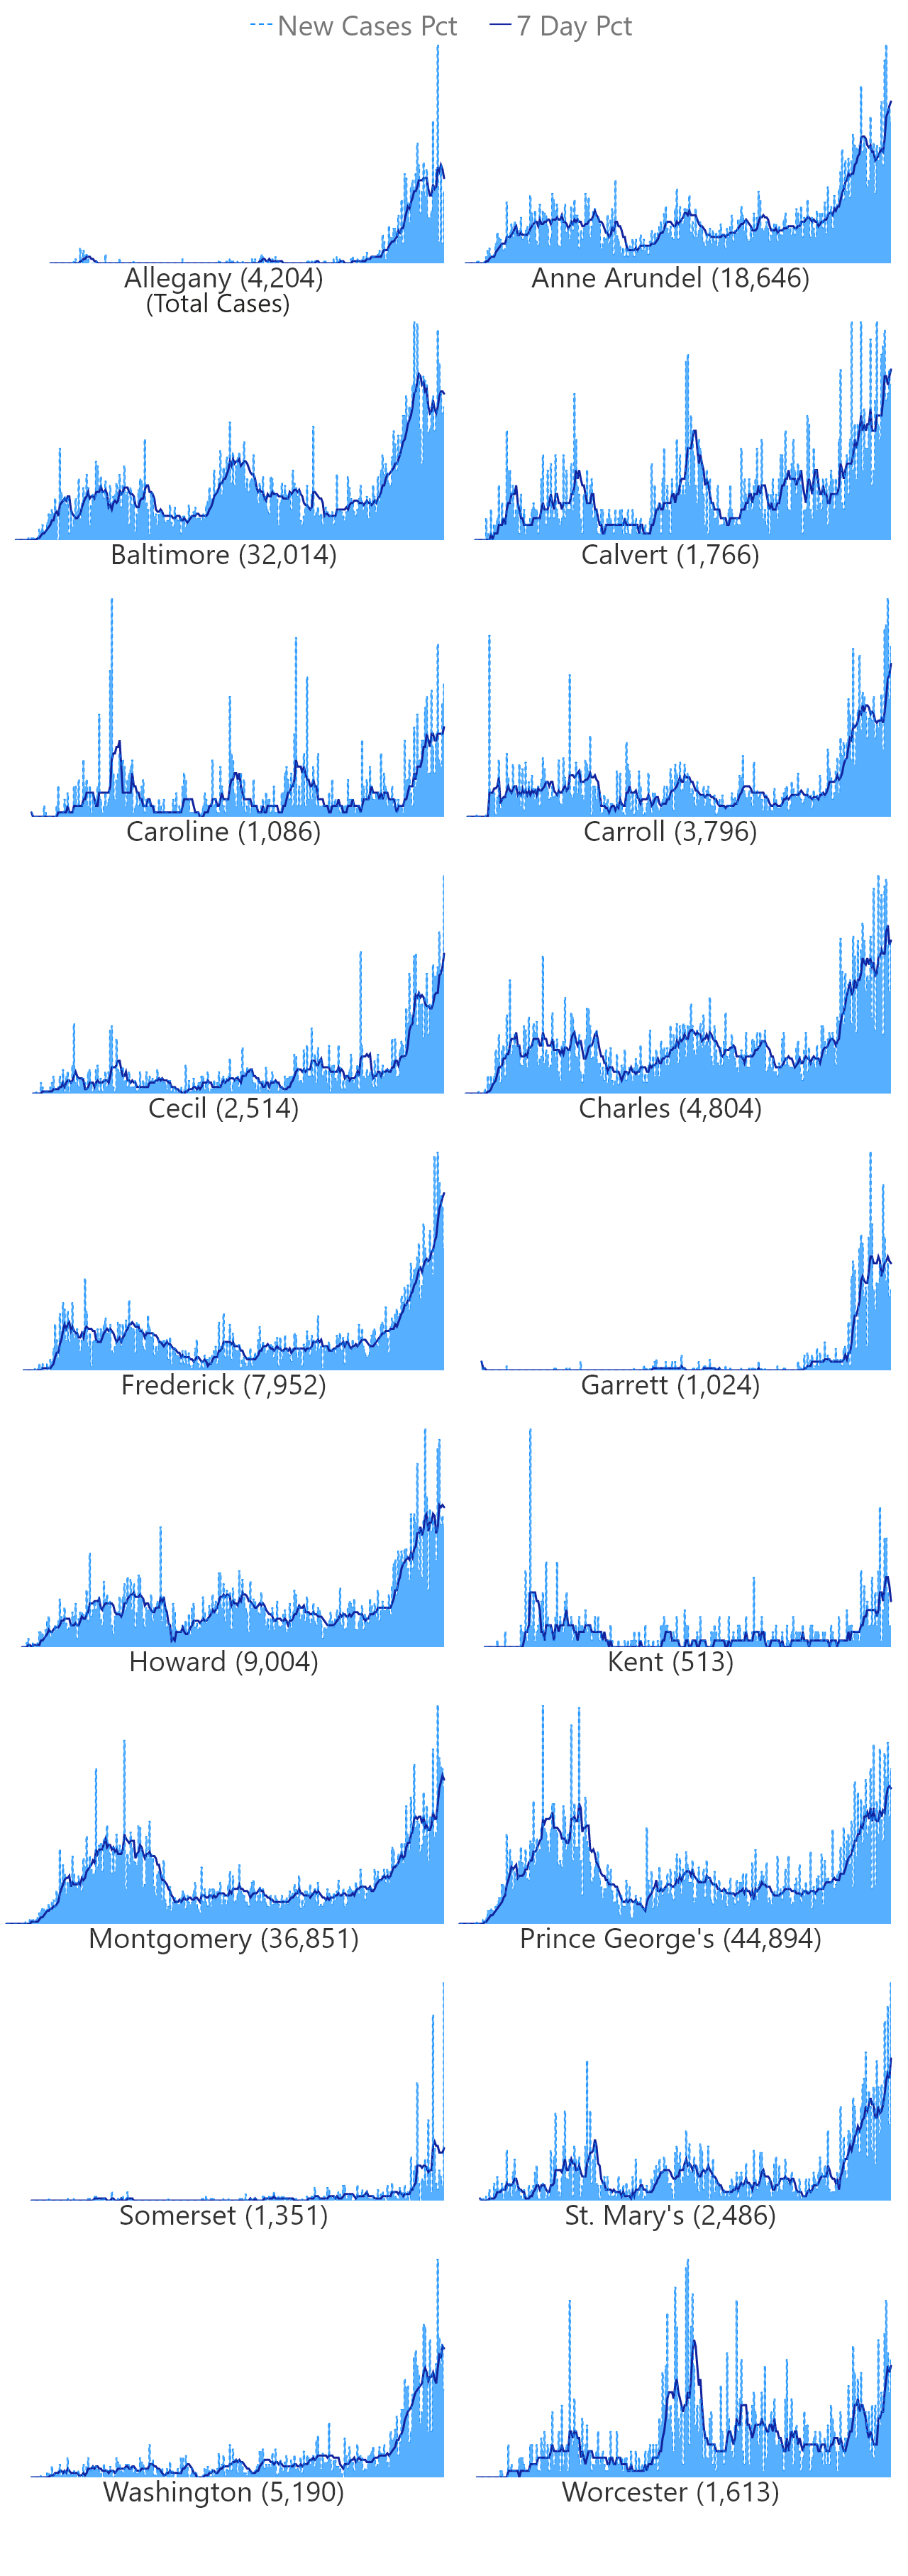 New Cases Pct 7 Day Pct
Allegany (4,204) Anne Arundel (18,646)
(Total Cases)
Baltimore (32,014) Calvert (1,766)
Caroline (1,086) Carroll (3,796)
Cecil (2,514) Charles (4,804)
Frederick (7,952) Garrett (1,024)
Howard (9,004) Kent (513)
Montgomery (36,851) Prince George's (44,894)
Somerset (1,351) St. Mary's (2,486)
Washington (5,190) Worcester (1,613)